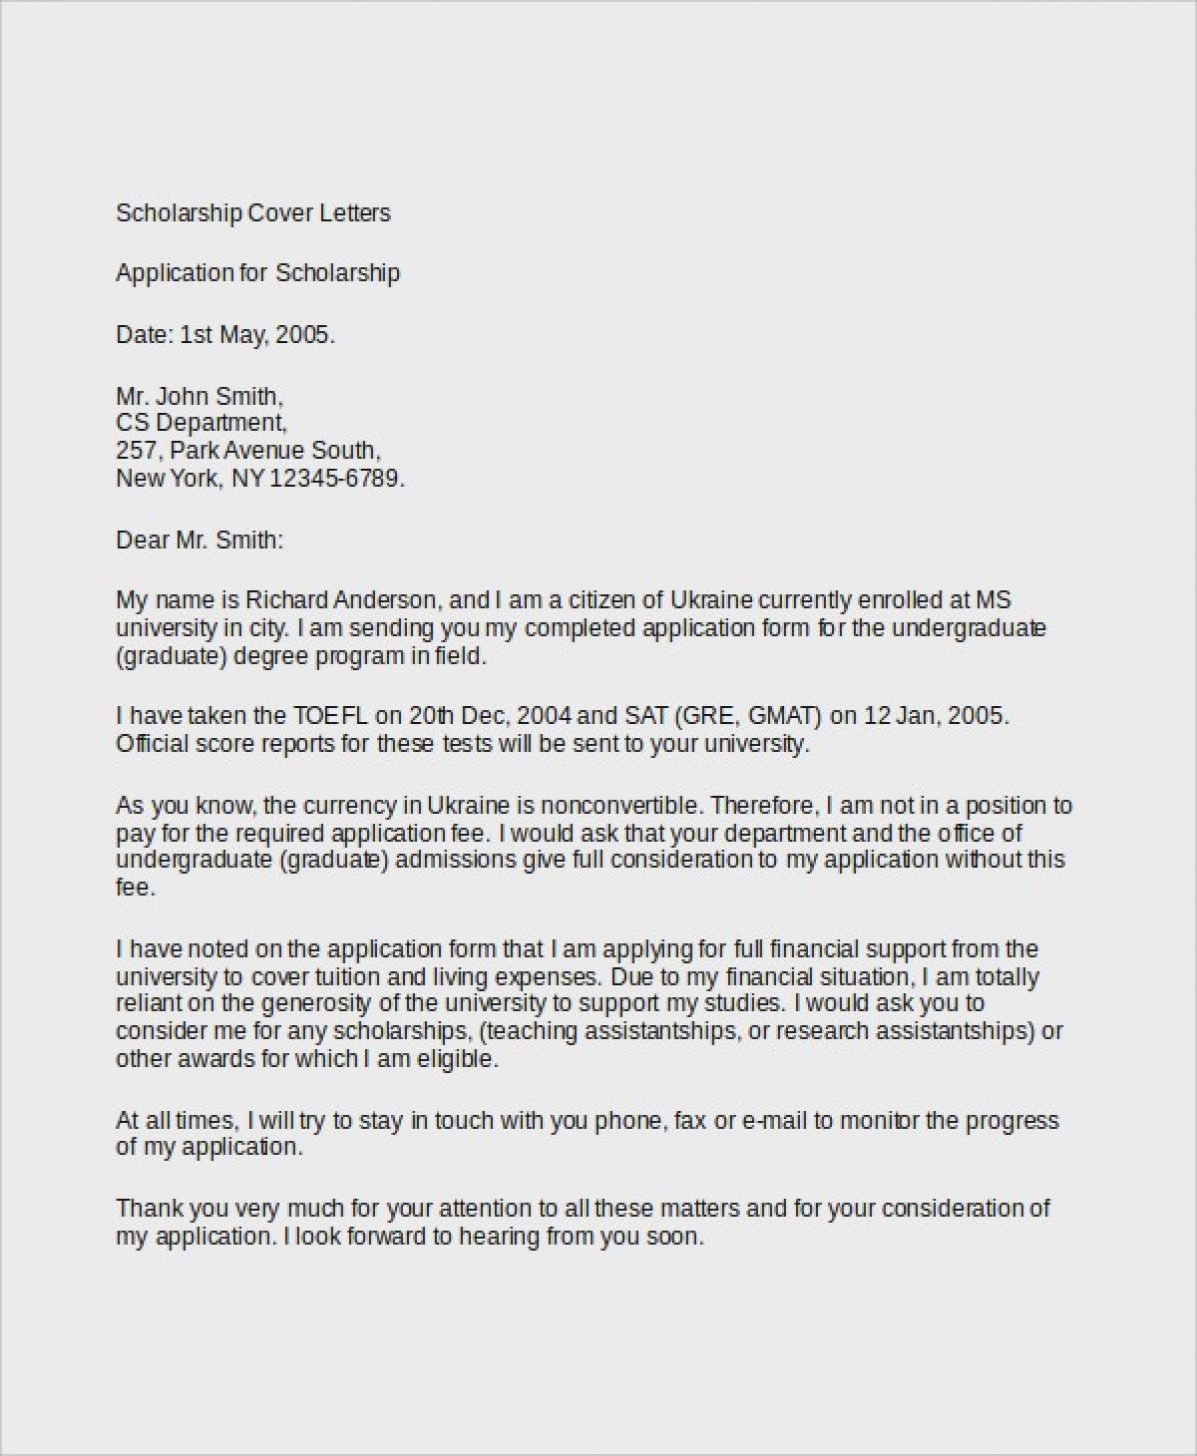 Scholarship Cover Letters
Application for Scholarship
Date: 1st May, 2005.
Mr. John Smith,
CS Department,
257, Park Avenue South,
New York, NY 12345-6789.
Dear Mr. Smith:
My name is Richard Anderson, and I am a citizen of Ukraine currently enrolled at MS
university in city. I am sending you my completed application form for the undergraduate
(graduate) degree program in field.
I have taken the TOEFL on 20th Dec, 2004 and SAT (GRE, GMAT) on 12 Jan, 2005.
Official score reports for these tests will be sent to your university.
As you know, the currency in Ukraine is nonconvertible. Therefore, I am not in a position to
pay for the required application fee. I would ask that your department and the office of
undergraduate (graduate) admissions give full consideration to my application without this
fee.
I have noted on the application form that I am applying for full financial support from the
university to cover tuition and living expenses. Due to my financial situation, I am totally
reliant on the generosity of the university to support my studies. I would ask you to
consider me for any scholarships, (teaching assistantships, or research assistantships) or
other awards for which I am eligible.
At all times, I will try to stay in touch with you phone, fax or e-mail to monitor the progress
of my application.
Thank you very much for your attention to all these matters and for your consideration of
my application. I look forward to hearing from you soon.